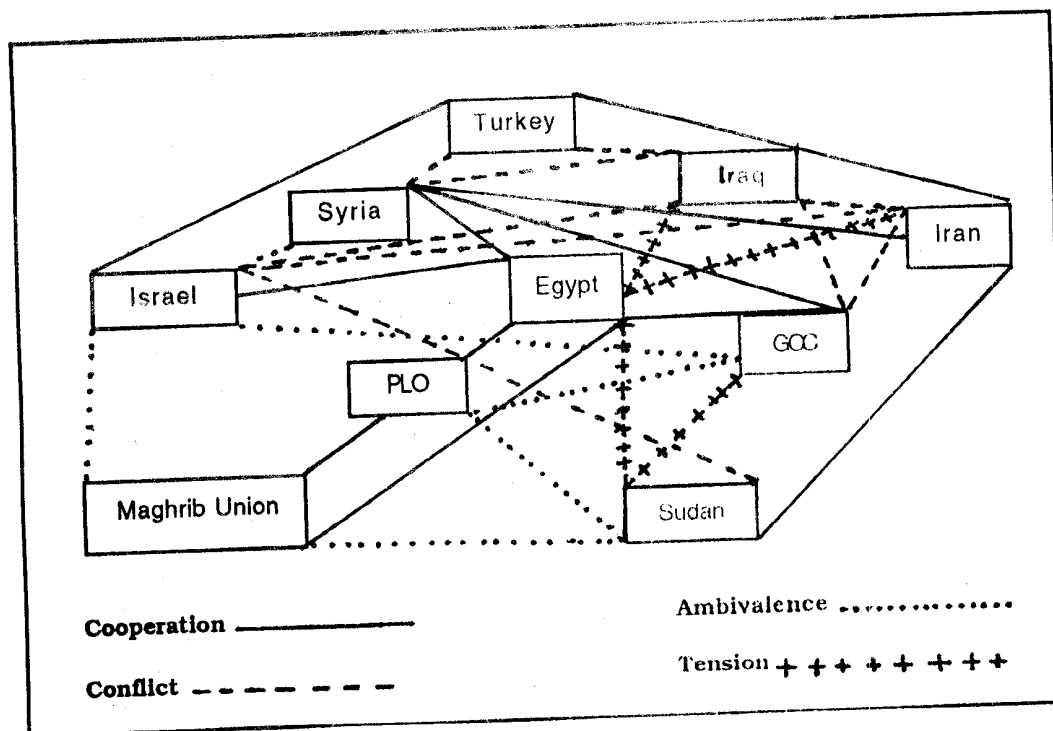 Turkey
Iraq
Syria
Iran
Israel
Egypt
GCC
PLO
Maghrib Union
Sudan
Cooperation
Ambivalence
Conflict
Tension